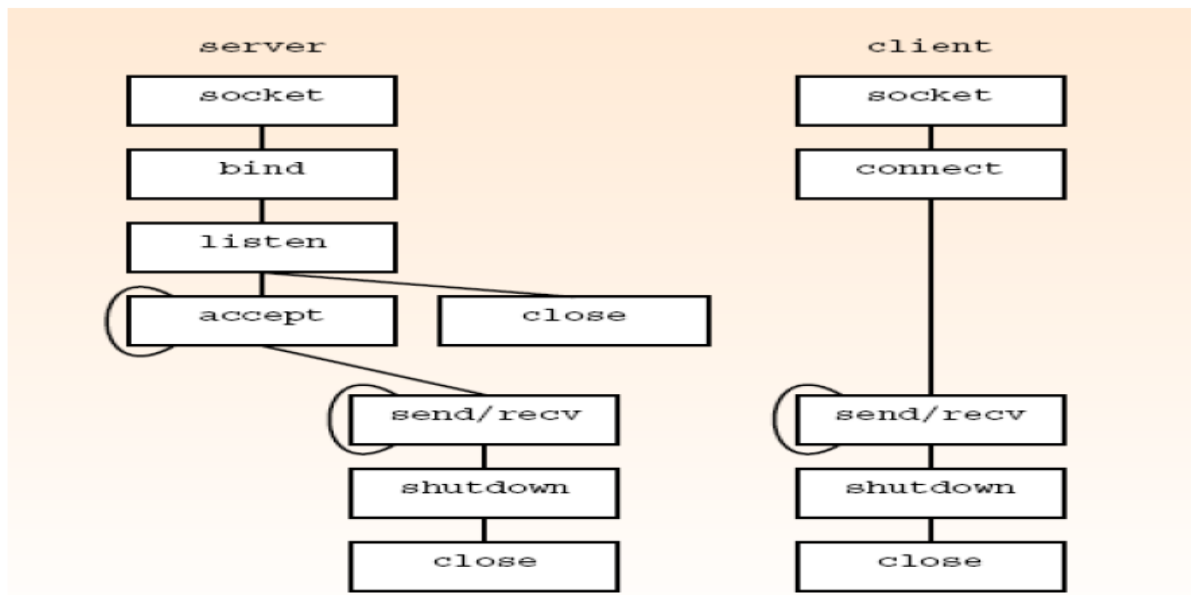 server
client
socket
socket
bind
connect
listen
accept
close
send/recv
send/recv
shutdown
shutdown
close
close